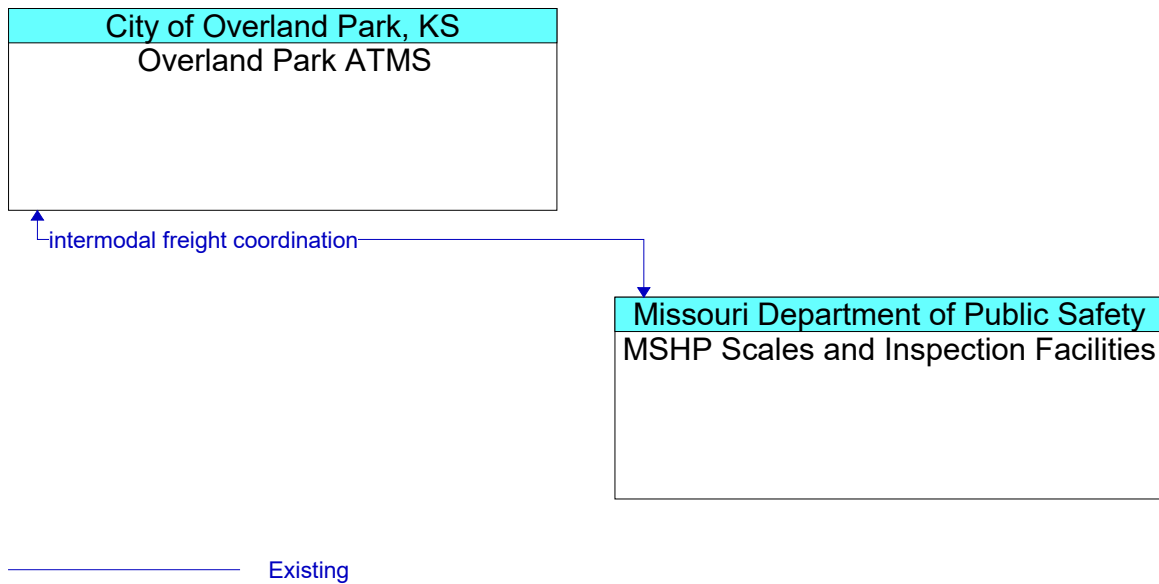 City of Overland Park, KS
Overland Park ATMS
intermodal freight coordination
Missouri Department of Public Safety
MSHP Scales and Inspection Facilities
Existing